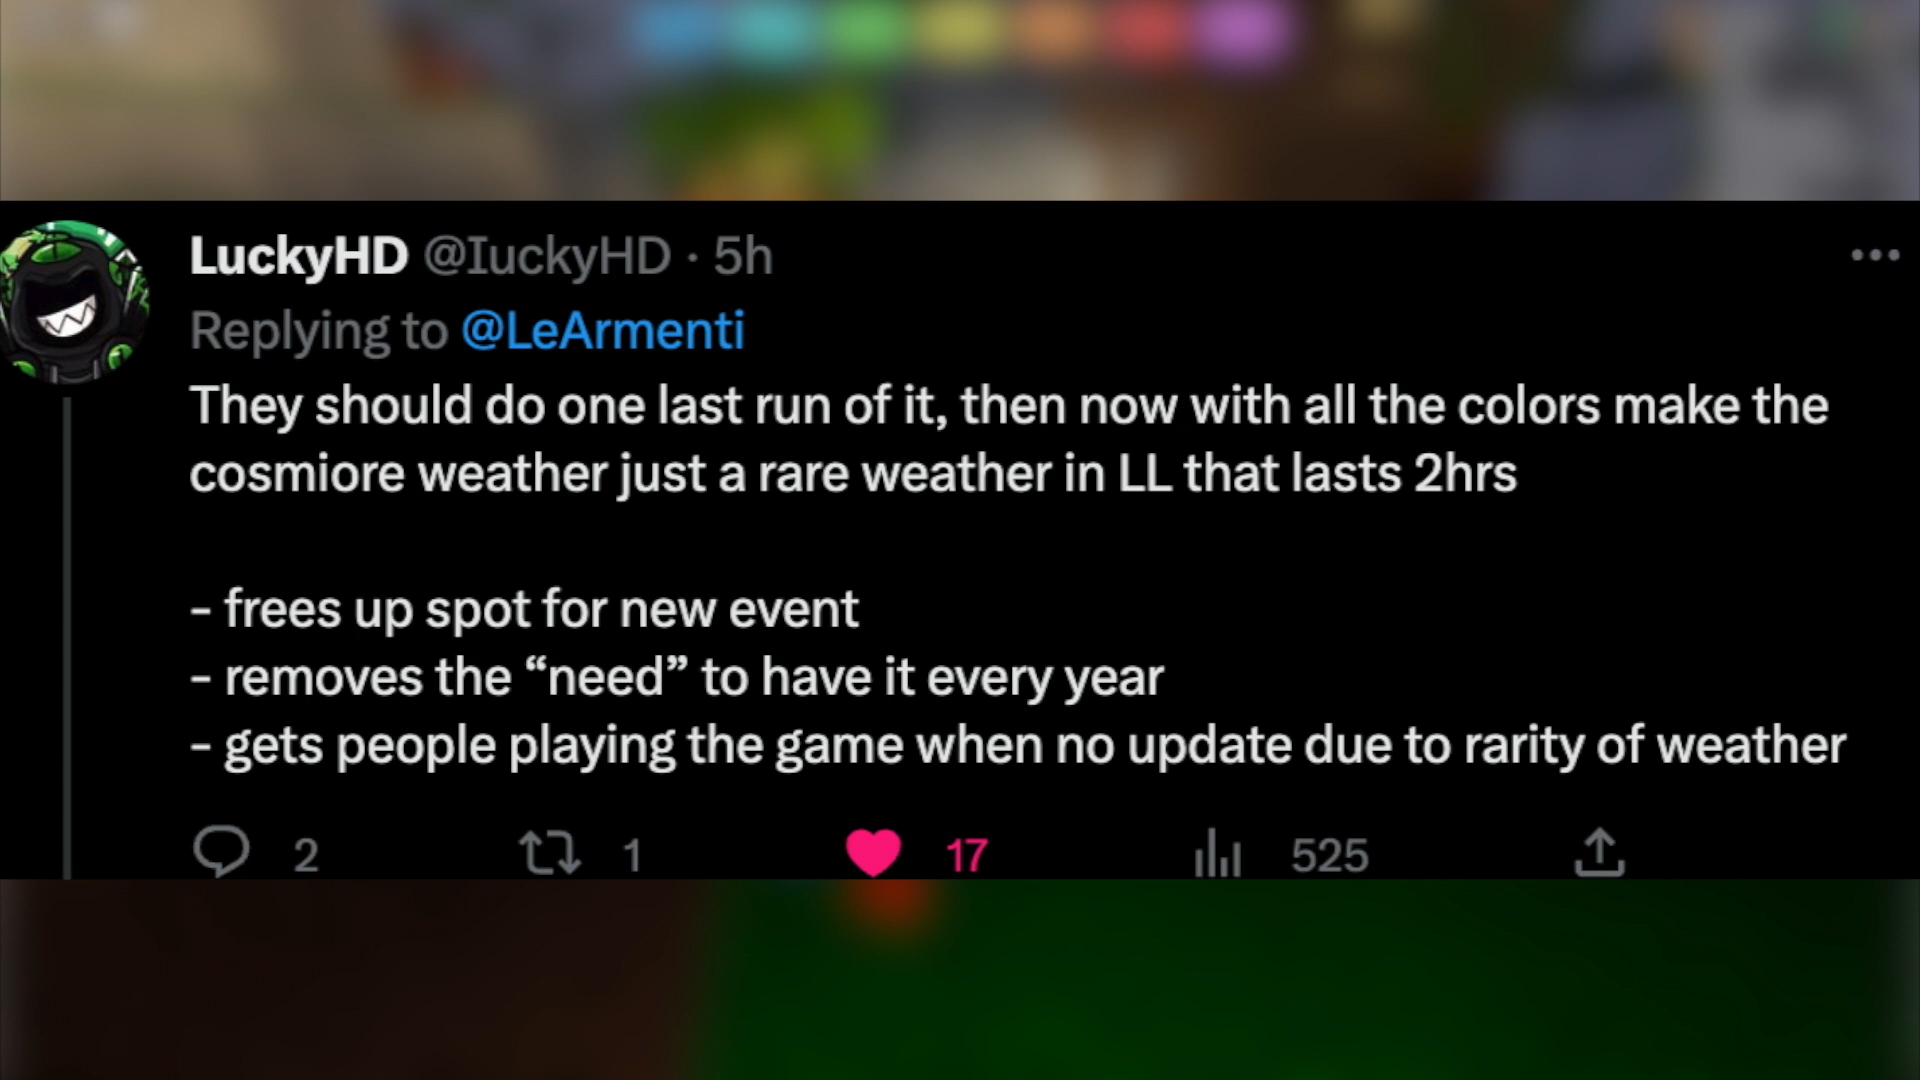 LuckyHD @IuckyHD · 5h
Replying to @LeArmenti
They should do one last run of it, then now with all the colors make the
cosmiore weather just a rare weather in LL that lasts 2hrs
- frees up spot for new event
- removes the “need” to have it every year
- gets people playing the game when no update due to rarity of weather
2 1 17 525